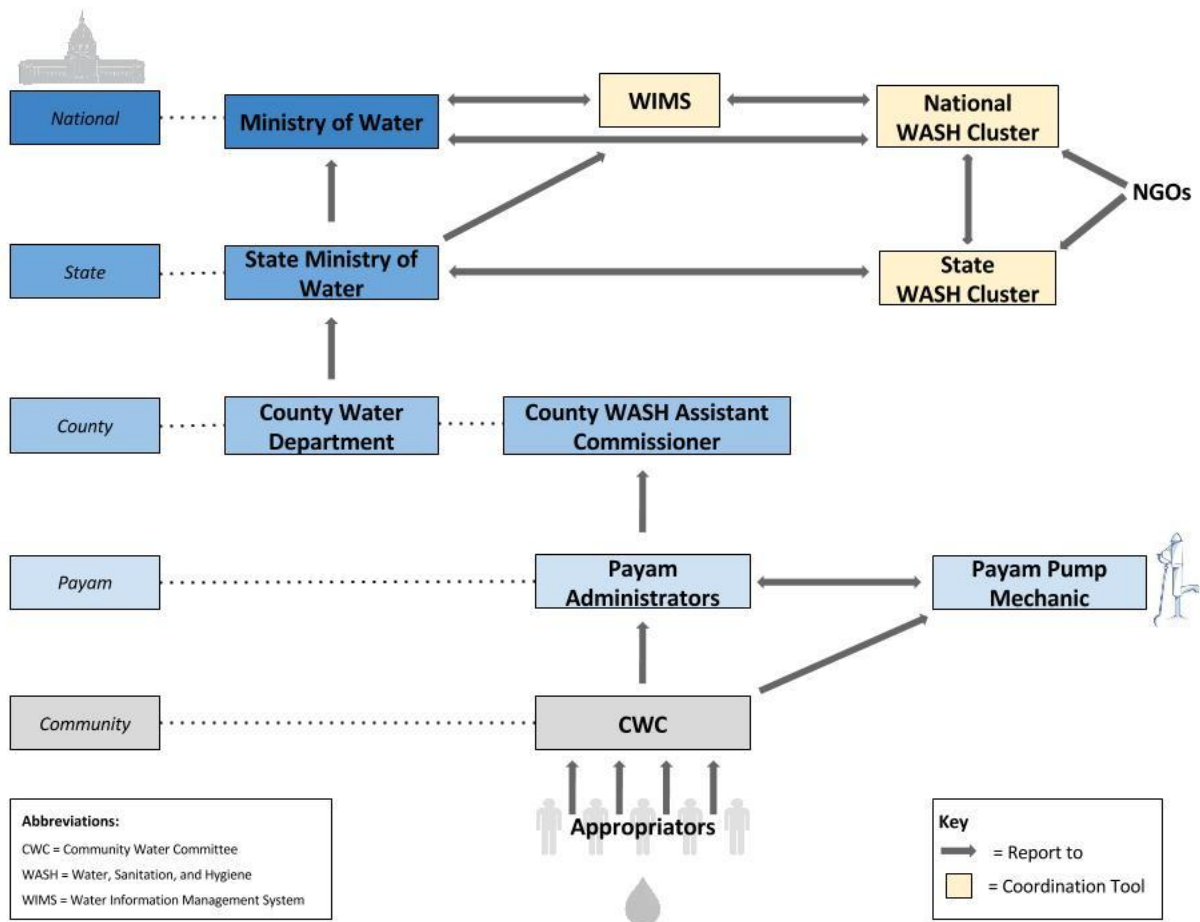 National
Ministry of Water
WIMS
National
WASH Cluster
NGOs
State
State Ministry of
Water
State
WASH Cluster
County
County Water
Department
County WASH Assistant
Commissioner
Payam
Payam
Administrators
Payam Pump
Mechanic
Community
CWC
Appropriators
Abbreviations:
CWC = Community Water Committee
WASH = Water, Sanitation, and Hygiene
WIMS = Water Information Management System
Key
= Report to
= Coordination Tool